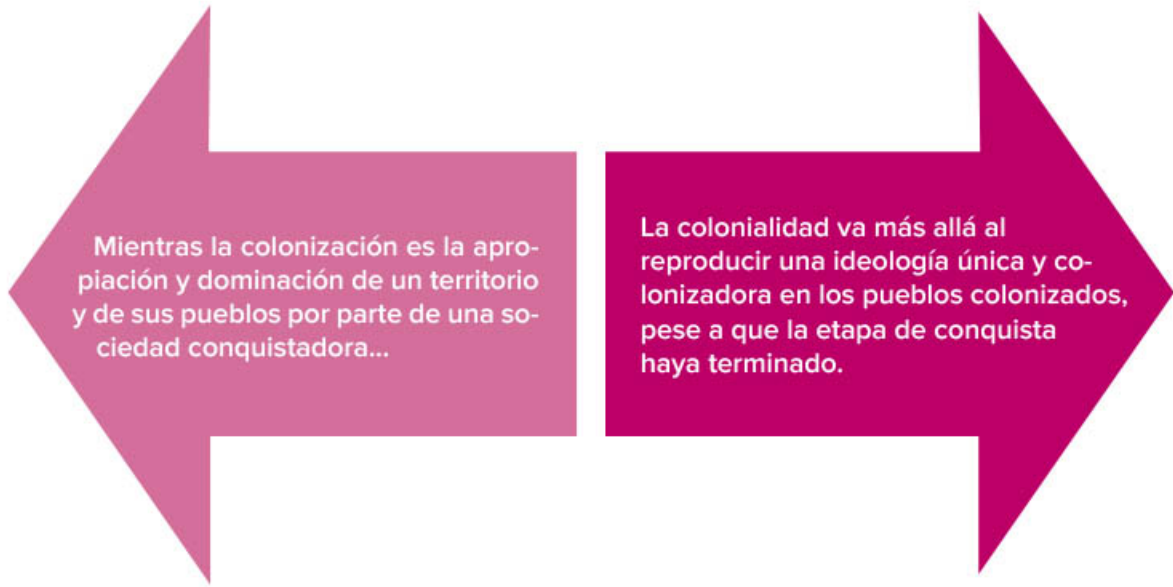 Mientras la colonización es la apro-
piación y dominación de un territorio
y de sus pueblos por parte de una so-
ciedad conquistadora...
La colonialidad va más allá al
reproducir una ideología única y co-
lonizadora en los pueblos colonizados,
pese a que la etapa de conquista
haya terminado.